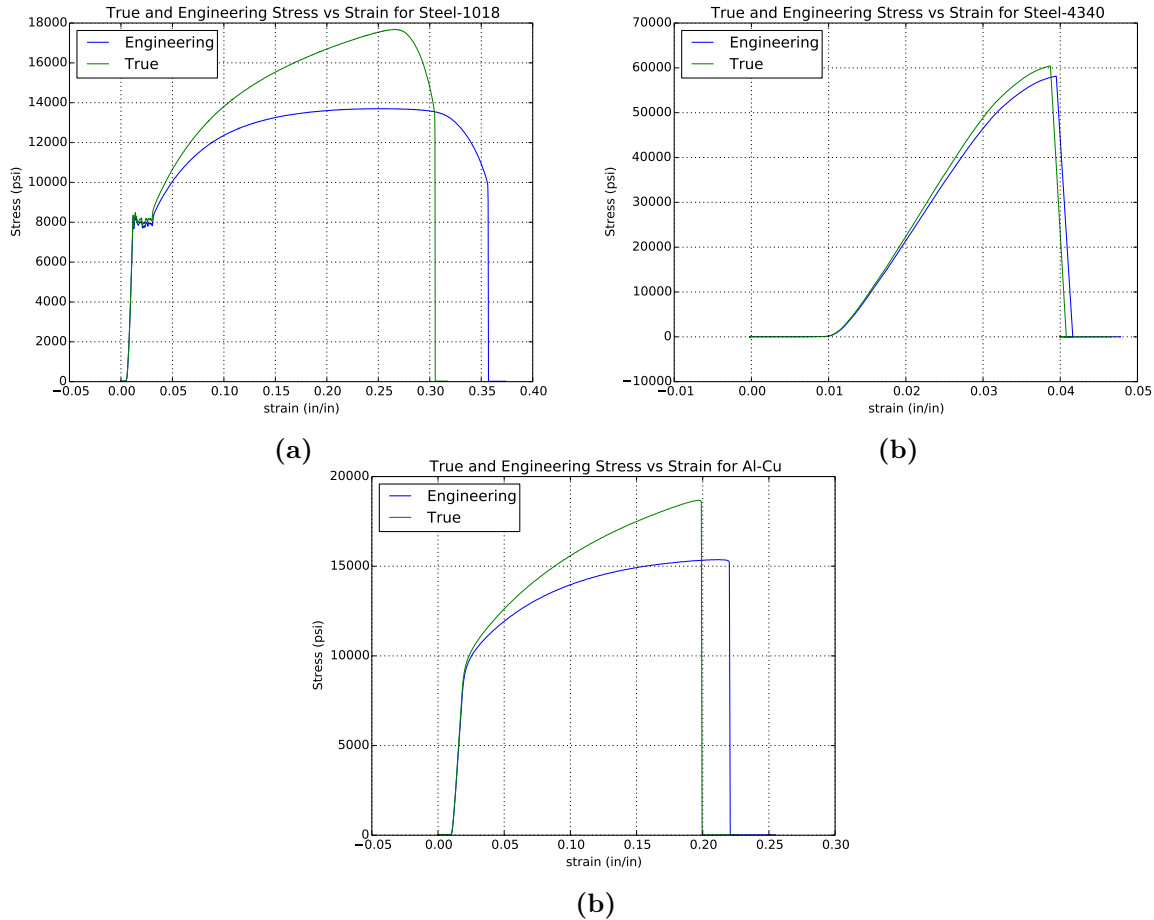 True and Engineering Stress vs Strain for Steel-1018
Engineering
True
18000
16000
14000
12000
10000
8000
6000
4000
2000
0
Stress (psi)
−0.05 0.00 0.05 0.10 0.15 0.20 0.25 0.30 0.35 0.40
strain (in/in)
(a)
True and Engineering Stress vs Strain for Steel-4340
Engineering
True
70000
60000
50000
40000
30000
20000
10000
0
−10000
Stress (psi)
−0.01 0.00 0.01 0.02 0.03 0.04 0.05
strain (in/in)
(b)
True and Engineering Stress vs Strain for Al-Cu
Engineering
True
20000
15000
10000
5000
0
Stress (psi)
−0.05 0.00 0.05 0.10 0.15 0.20 0.25 0.30
strain (in/in)
(b)